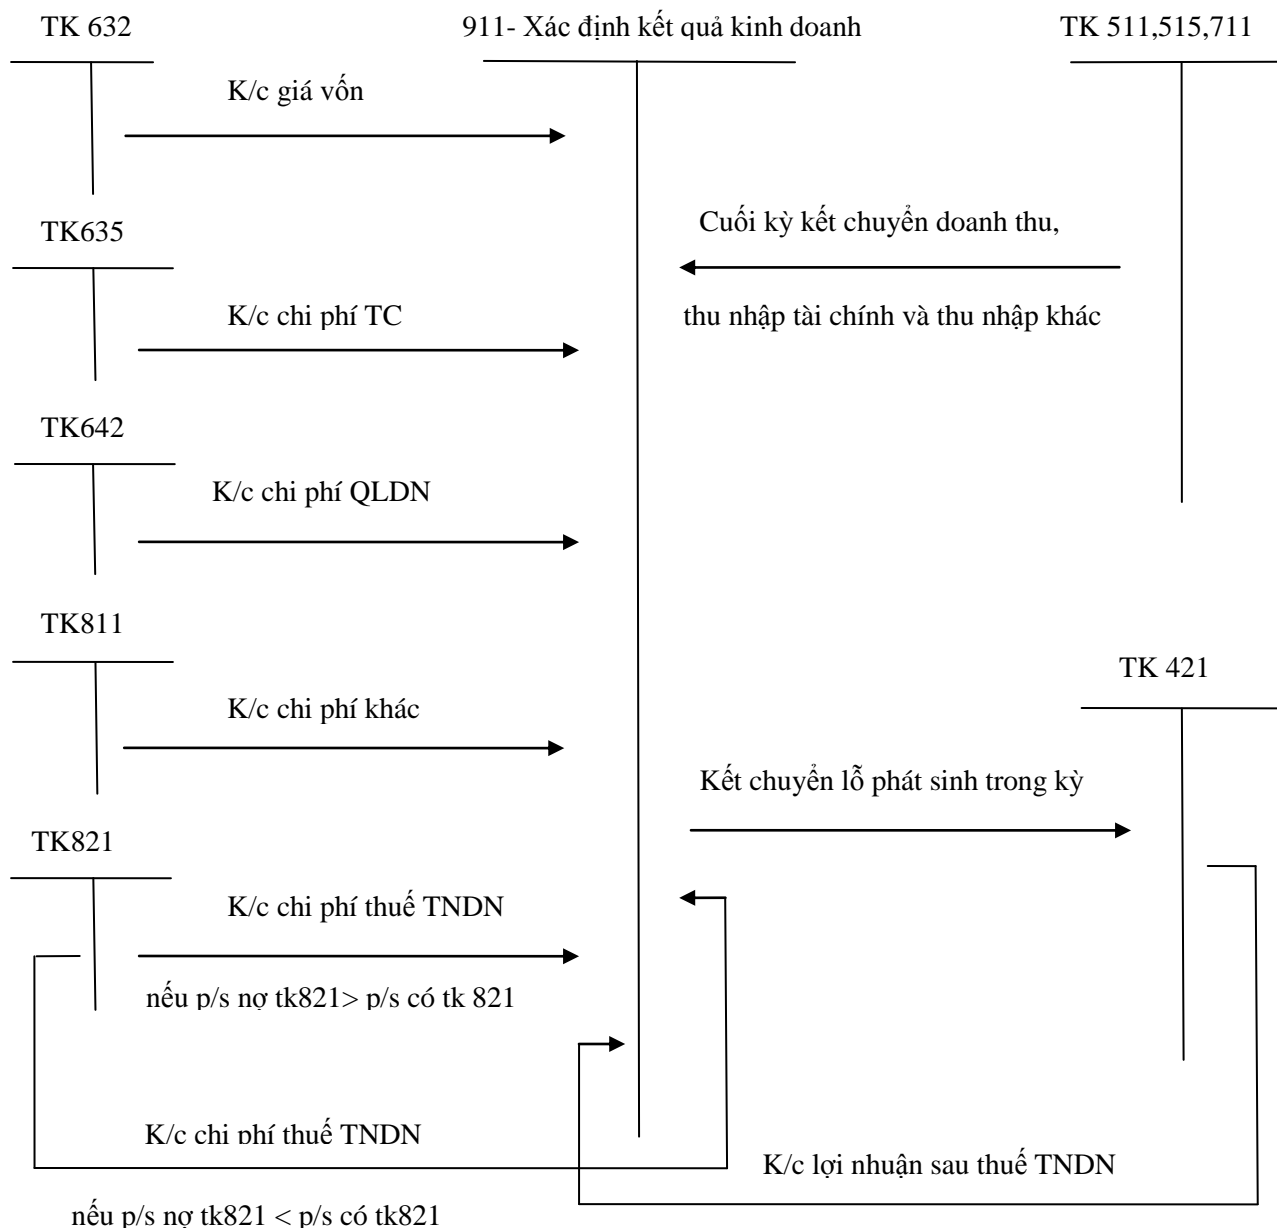 TK 632
911- Xác định kết quả kinh doanh
TK 511,515,711
K/c giá vốn
TK635
Cuối kỳ kết chuyển doanh thu,
K/c chi phí TC
thu nhập tài chính và thu nhập khác
TK642
K/c chi phí QLDN
TK811
TK 421
K/c chi phí khác
Kết chuyển lỗ phát sinh trong kỳ
TK821
K/c chi phí thuế TNDN
nếu p/s nợ tk821> p/s có tk 821
K/c chi phí thuế TNDN
K/c lợi nhuận sau thuế TNDN
nếu p/s nợ tk821 < p/s có tk821